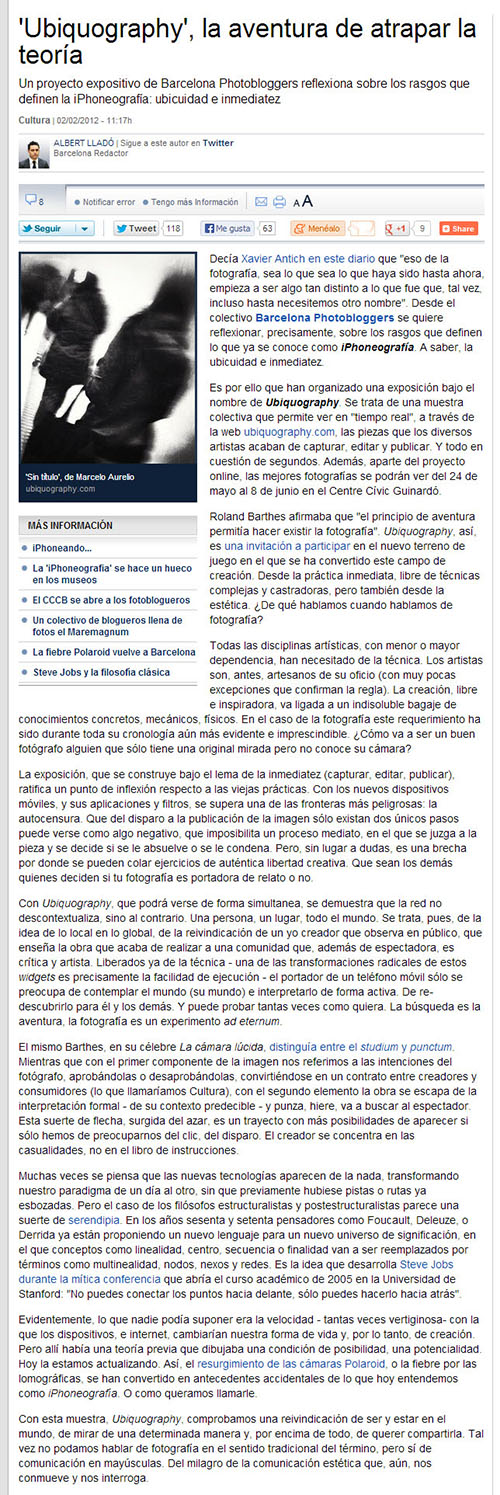 'Ubiquography', la aventura de atrapar la
teoría
Un proyecto expositivo de Barcelona Photobloggers reflexiona sobre los rasgos que
definen la iPhoneografía: ubicuidad e inmediatez
Cultura | 02/02/2012 - 11:17h
ALBERT LLADÓ | Sigue a este autor en Twitter
Barcelona Redactor
8
Notificar error
Tengo más Información
A A
Seguir
Tweet 118
Me gusta 63
Menéalo
+1 9
Share
'Sin título', de Marcelo Aurelio
ubiquography.com
MÁS INFORMACIÓN
iPhoneando...
La 'iPhoneografía' se hace un hueco
en los museos
El CCCB se abre a los fotoblogueros
Un colectivo de blogueros llena de
fotos el Maremagnum
La fiebre Polaroid vuelve a Barcelona
Steve Jobs y la filosofía clásica
Decía Xavier Antich en este diario que "eso de la
fotografía, sea lo que sea lo que haya sido hasta ahora,
empieza a ser algo tan distinto a lo que fue que, tal vez,
incluso hasta necesitemos otro nombre". Desde el
colectivo Barcelona Photobloggers se quiere
reflexionar, precisamente, sobre los rasgos que definen
lo que ya se conoce como iPhoneografía. A saber, la
ubicuidad e inmediatez.
Es por ello que han organizado una exposición bajo el
nombre de Ubiquography. Se trata de una muestra
colectiva que permite ver en "tiempo real", a través de
la web ubiquography.com, las piezas que los diversos
artistas acaban de capturar, editar y publicar. Y todo en
cuestión de segundos. Además, aparte del proyecto
online, las mejores fotografías se podrán ver del 24 de
mayo al 8 de junio en el Centre Cívic Guinardó.
Roland Barthes afirmaba que "el principio de aventura
permitía hacer existir la fotografía". Ubiquography, así,
es una invitación a participar en el nuevo terreno de
juego en el que se ha convertido este campo de
creación. Desde la práctica inmediata, libre de técnicas
complejas y castradoras, pero también desde la
estética. ¿De qué hablamos cuando hablamos de
fotografía?
Todas las disciplinas artísticas, con menor o mayor
dependencia, han necesitado de la técnica. Los artistas
son, antes, artesanos de su oficio (con muy pocas
excepciones que confirman la regla). La creación, libre
e inspiradora, va ligada a un indisoluble bagaje de
conocimientos concretos, mecánicos, físicos. En el caso de la fotografía este requerimiento ha
sido durante toda su cronología aún más evidente e imprescindible. ¿Cómo va a ser un buen
fotógrafo alguien que sólo tiene una original mirada pero no conoce su cámara?
La exposición, que se construye bajo el lema de la inmediatez (capturar, editar, publicar),
ratifica un punto de inflexión respecto a las viejas prácticas. Con los nuevos dispositivos
móviles, y sus aplicaciones y filtros, se supera una de las fronteras más peligrosas: la
autocensura. Que del disparo a la publicación de la imagen sólo existan dos únicos pasos
puede verse como algo negativo, que imposibilita un proceso mediato, en el que se juzga a la
pieza y se decide si se le absuelve o se le condena. Pero, sin lugar a dudas, es una brecha
por donde se pueden colar ejercicios de auténtica libertad creativa. Que sean los demás
quienes deciden si tu fotografía es portadora de relato o no.
Con Ubiquography, que podrá verse de forma simultanea, se demuestra que la red no
descontextualiza, sino al contrario. Una persona, un lugar, todo el mundo. Se trata, pues, de la
idea de lo local en lo global, de la reivindicación de un yo creador que observa en público, que
enseña la obra que acaba de realizar a una comunidad que, además de espectadora, es
crítica y artista. Liberados ya de la técnica - una de las transformaciones radicales de estos
widgets es precisamente la facilidad de ejecución - el portador de un teléfono móvil sólo se
preocupa de contemplar el mundo (su mundo) e interpretarlo de forma activa. De re-
descubrirlo para él y los demás. Y puede probar tantas veces como quiera. La búsqueda es la
aventura, la fotografía es un experimento ad eternum.
El mismo Barthes, en su célebre La cámara lúcida, distinguía entre el studium y punctum.
Mientras que con el primer componente de la imagen nos referimos a las intenciones del
fotógrafo, aprobándolas o desaprobándolas, convirtiéndose en un contrato entre creadores y
consumidores (lo que llamaríamos Cultura), con el segundo elemento la obra se escapa de la
interpretación formal - de su contexto predecible - y punza, hiere, va a buscar al espectador.
Esta suerte de flecha, surgida del azar, es un trayecto con más posibilidades de aparecer si
sólo hemos de preocuparnos del clic, del disparo. El creador se concentra en las
casualidades, no en el libro de instrucciones.
Muchas veces se piensa que las nuevas tecnologías aparecen de la nada, transformando
nuestro paradigma de un día al otro, sin que previamente hubiese pistas o rutas ya
esbozadas. Pero el caso de los filósofos estructuralistas y postestructuralistas parece una
suerte de serendipia. En los años sesenta y setenta pensadores como Foucault, Deleuze, o
Derrida ya están proponiendo un nuevo lenguaje para un nuevo universo de significación, en
el que conceptos como linealidad, centro, secuencia o finalidad van a ser reemplazados por
términos como multinealidad, nodos, nexos y redes. Es la idea que desarrolla Steve Jobs
durante la mítica conferencia que abría el curso académico de 2005 en la Universidad de
Stanford: "No puedes conectar los puntos hacia delante, sólo puedes hacerlo hacia atrás".
Evidentemente, lo que nadie podía suponer era la velocidad - tantas veces vertiginosa- con la
que los dispositivos, e internet, cambiarían nuestra forma de vida y, por lo tanto, de creación.
Pero allí había una teoría previa que dibujaba una condición de posibilidad, una potencialidad.
Hoy la estamos actualizando. Así, el resurgimiento de las cámaras Polaroid, o la fiebre por las
lomográficas, se han convertido en antecedentes accidentales de lo que hoy entendemos
como iPhoneografía. O como queramos llamarle.
Con esta muestra, Ubiquography, comprobamos una reivindicación de ser y estar en el
mundo, de mirar de una determinada manera y, por encima de todo, de querer compartirla. Tal
vez no podamos hablar de fotografía en el sentido tradicional del término, pero sí de
comunicación en mayúsculas. Del milagro de la comunicación estética que, aún, nos
conmueve y nos interroga.